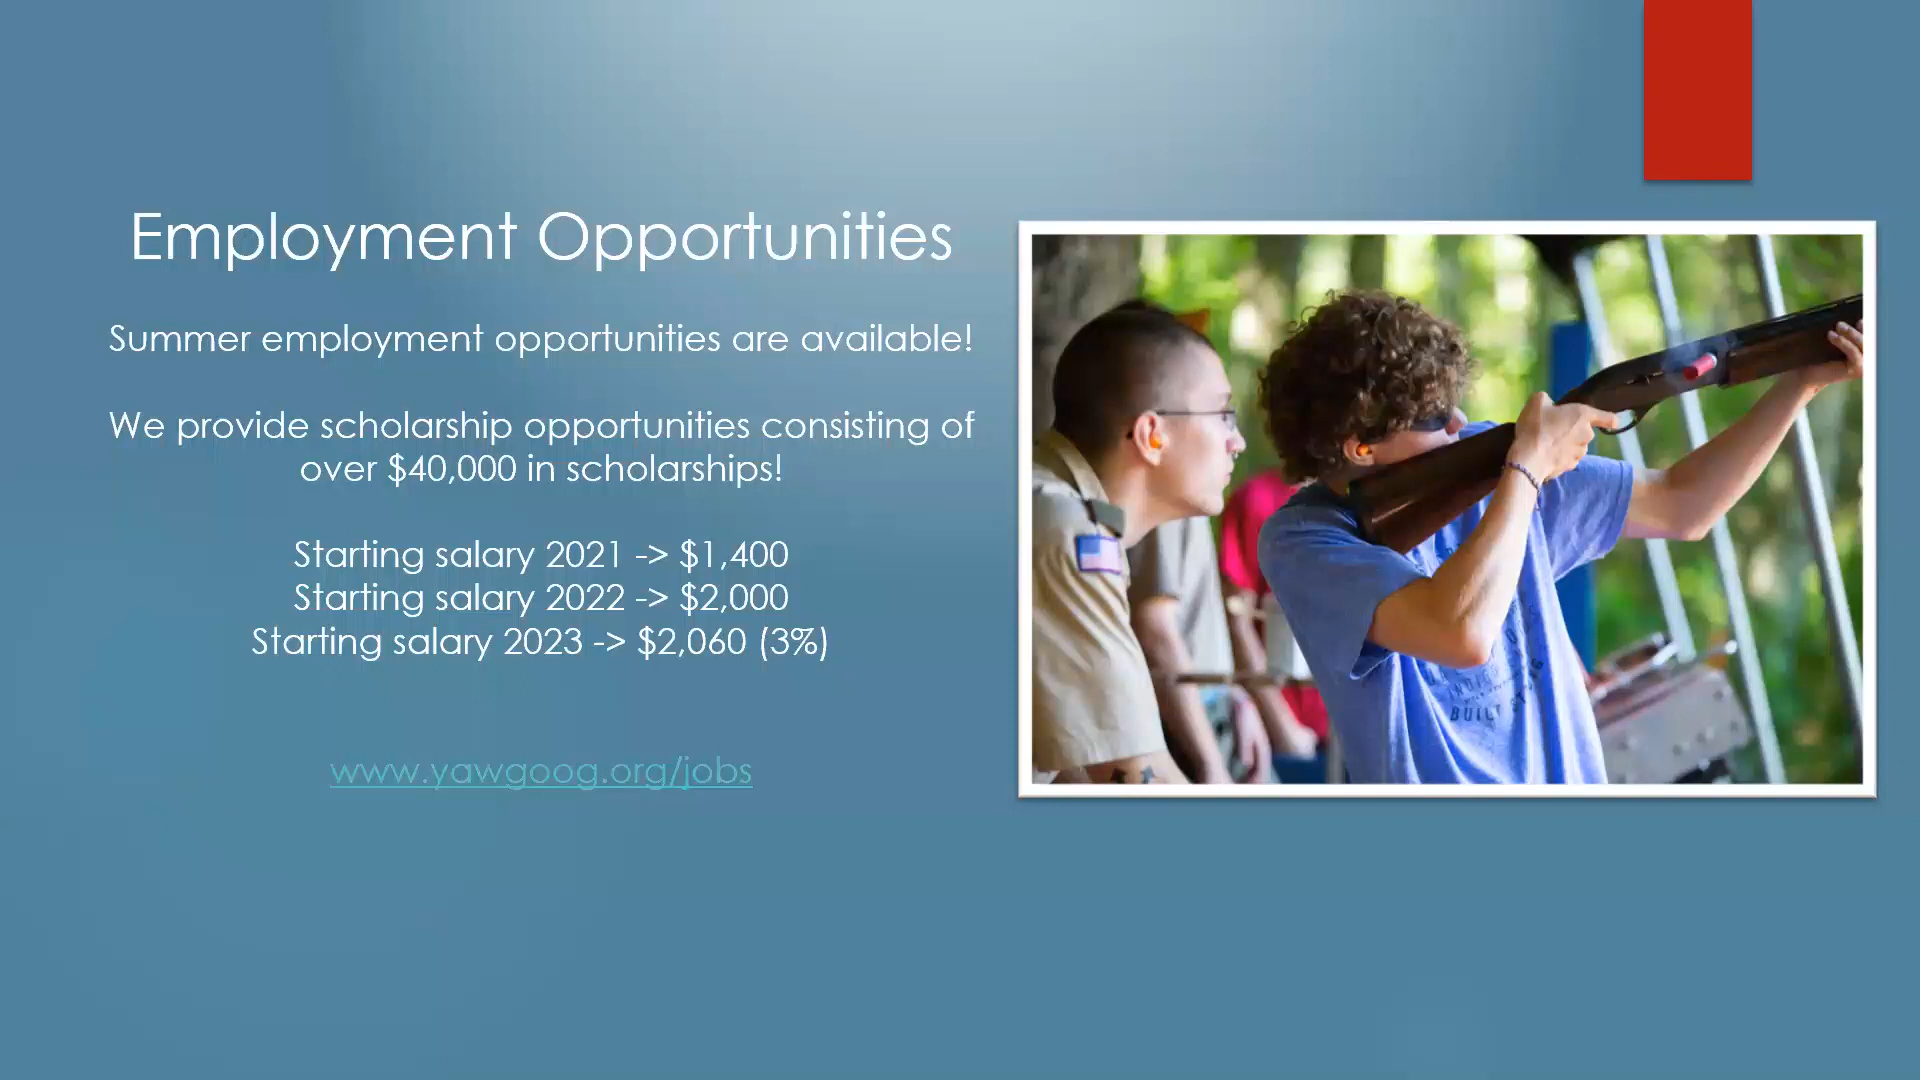 Employment Opportunities
Summer employment opportunities are available!
We provide scholarship opportunities consisting of
over $40,000 in scholarships!
Starting salary 2021 -> $1,400
Starting salary 2022 -> $2,000
Starting salary 2023 -> $2,060 (3%)
www.yawgoog.org/jobs
BUILT